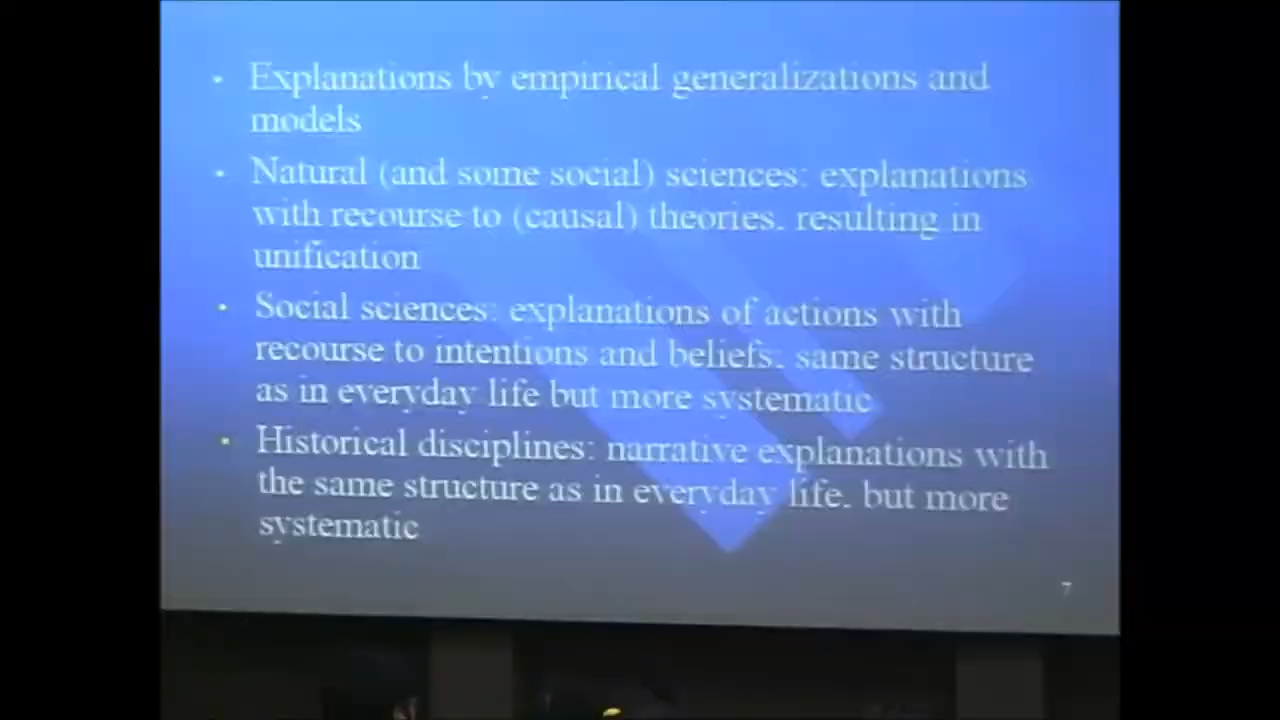 • Explanations by empirical generalizations and
models
• Natural (and some social) sciences: explanations
with recourse to (causal) theories, resulting in
unification
• Social sciences: explanations of actions with
recourse to intentions and beliefs; same structure
as in everyday life but more systematic
• Historical disciplines: narrative explanations with
the same structure as in everyday life, but more
systematic
7